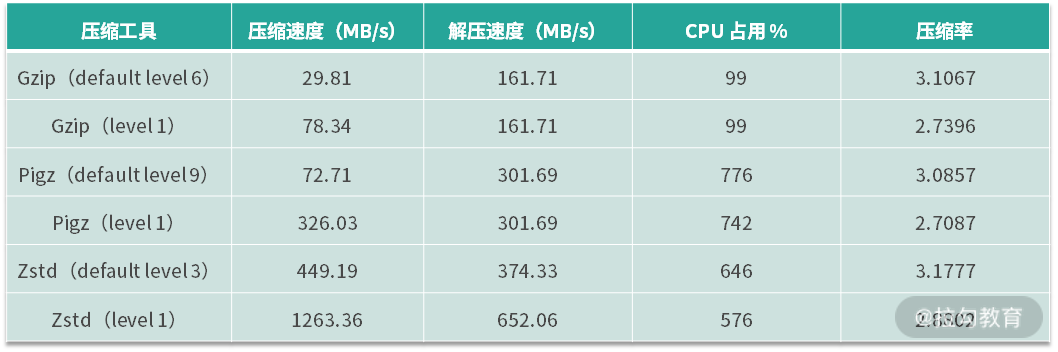 压缩工具 压缩速度（MB/s） 解压速度（MB/s） CPU 占用 % 压缩率
Gzip（default level 6） 29.81 161.71 99 3.1067
Gzip（level 1） 78.34 161.71 99 2.7396
Pigz（default level 9） 72.71 301.69 776 3.0857
Pigz（level 1） 326.03 301.69 742 2.7087
Zstd（default level 3） 449.19 374.33 646 3.1777
Zstd（level 1） 1263.36 652.06 576
@拉勾教育